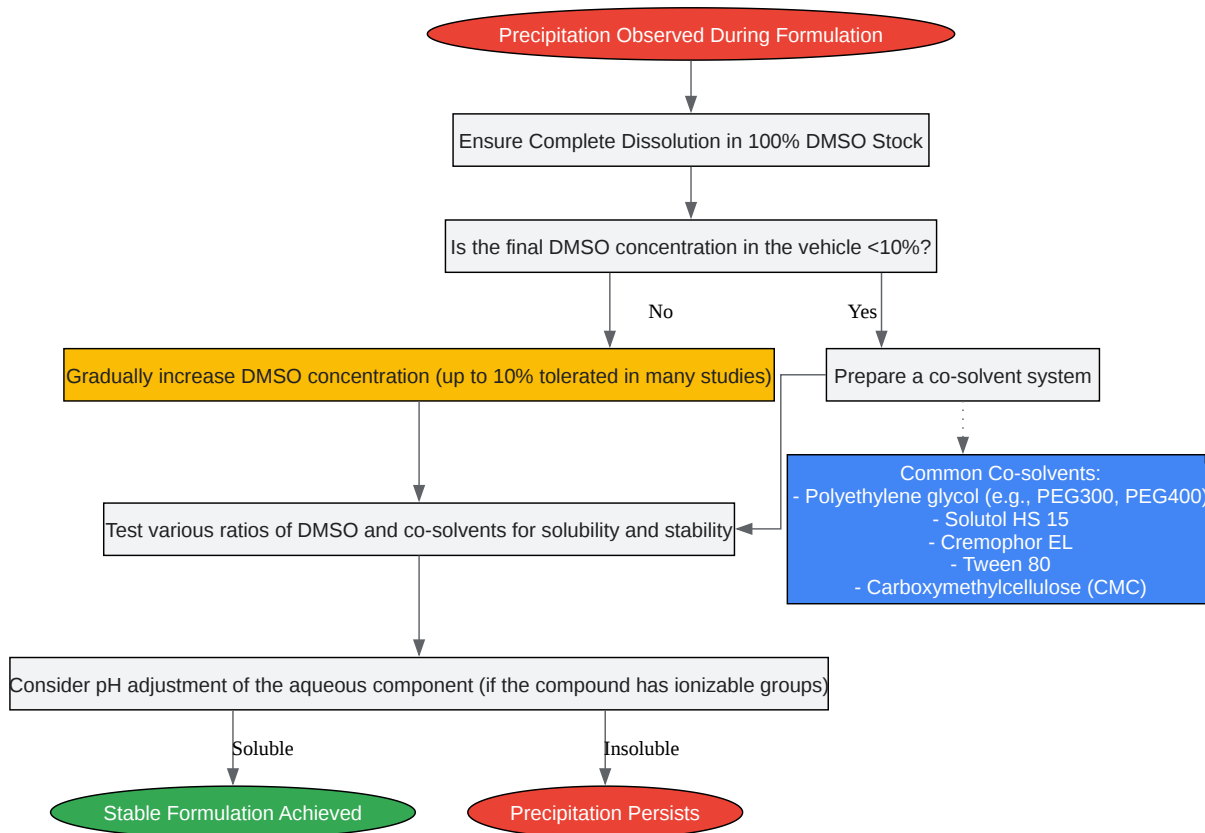 Precipitation Observed During Formulation
Ensure Complete Dissolution in 100% DMSO Stock
Is the final DMSO concentration in the vehicle <10%?
No
Yes
Gradually increase DMSO concentration (up to 10% tolerated in many studies)
Prepare a co-solvent system
Common Co-solvents:
- Polyethylene glycol (e.g., PEG300, PEG400)
- Solutol HS 15
- Cremophor EL
- Tween 80
- Carboxymethylcellulose (CMC)
Test various ratios of DMSO and co-solvents for solubility and stability
Consider pH adjustment of the aqueous component (if the compound has ionizable groups)
Soluble
Insoluble
Stable Formulation Achieved
Precipitation Persists